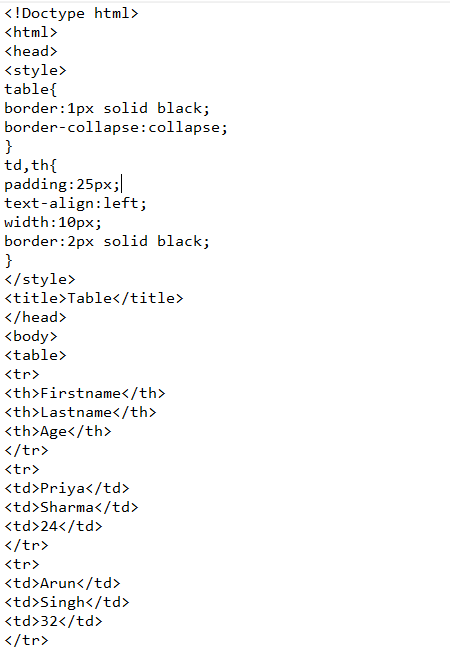 <!Doctype html>
<html>
<head>
<style>
table{
border:1px solid black;
border-collapse:collapse;
}
td,th{
padding:25px;
text-align:left;
width:10px;
border:2px solid black;
}
</style>
<title>Table</title>
</head>
<body>
<table>
<tr>
<th>Firstname</th>
<th>Lastname</th>
<th>Age</th>
</tr>
<tr>
<td>Priya</td>
<td>Sharma</td>
<td>24</td>
</tr>
<tr>
<td>Arun</td>
<td>Singh</td>
<td>32</td>
</tr>